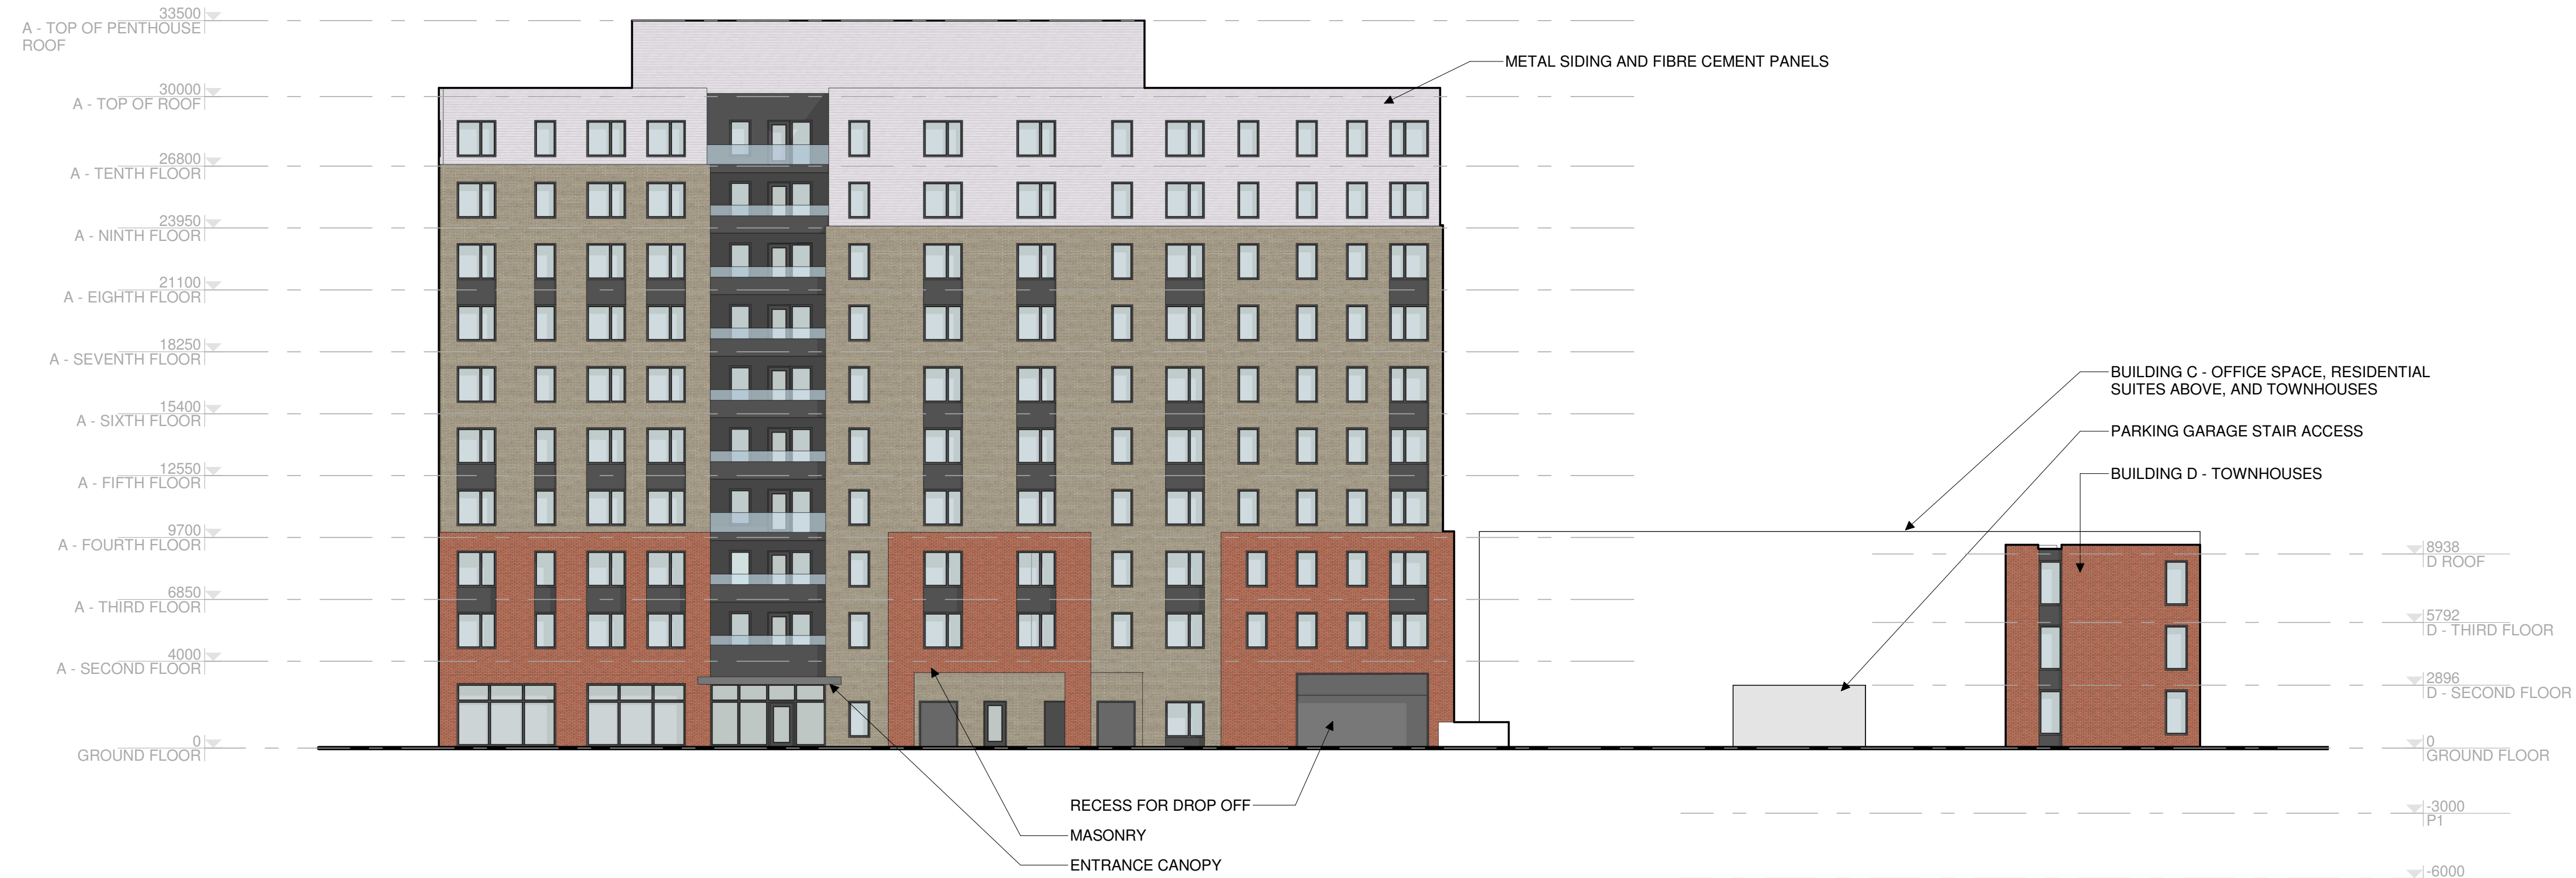 33500
A - TOP OF PENTHOUSE
ROOF
30000
A - TOP OF ROOF
26800
A - TENTH FLOOR
23950
A - NINTH FLOOR
21100
A - EIGHTH FLOOR
18250
A - SEVENTH FLOOR
15400
A - SIXTH FLOOR
12550
A - FIFTH FLOOR
9700
A - FOURTH FLOOR
6850
A - THIRD FLOOR
4000
A - SECOND FLOOR
0
GROUND FLOOR
METAL SIDING AND FIBRE CEMENT PANELS
BUILDING C - OFFICE SPACE, RESIDENTIAL
SUITES ABOVE, AND TOWNHOUSES
PARKING GARAGE STAIR ACCESS
BUILDING D - TOWNHOUSES
RECESS FOR DROP OFF
MASONRY
ENTRANCE CANOPY
8938
D ROOF
5792
D - THIRD FLOOR
2896
D - SECOND FLOOR
0
GROUND FLOOR
-3000
P1
-6000